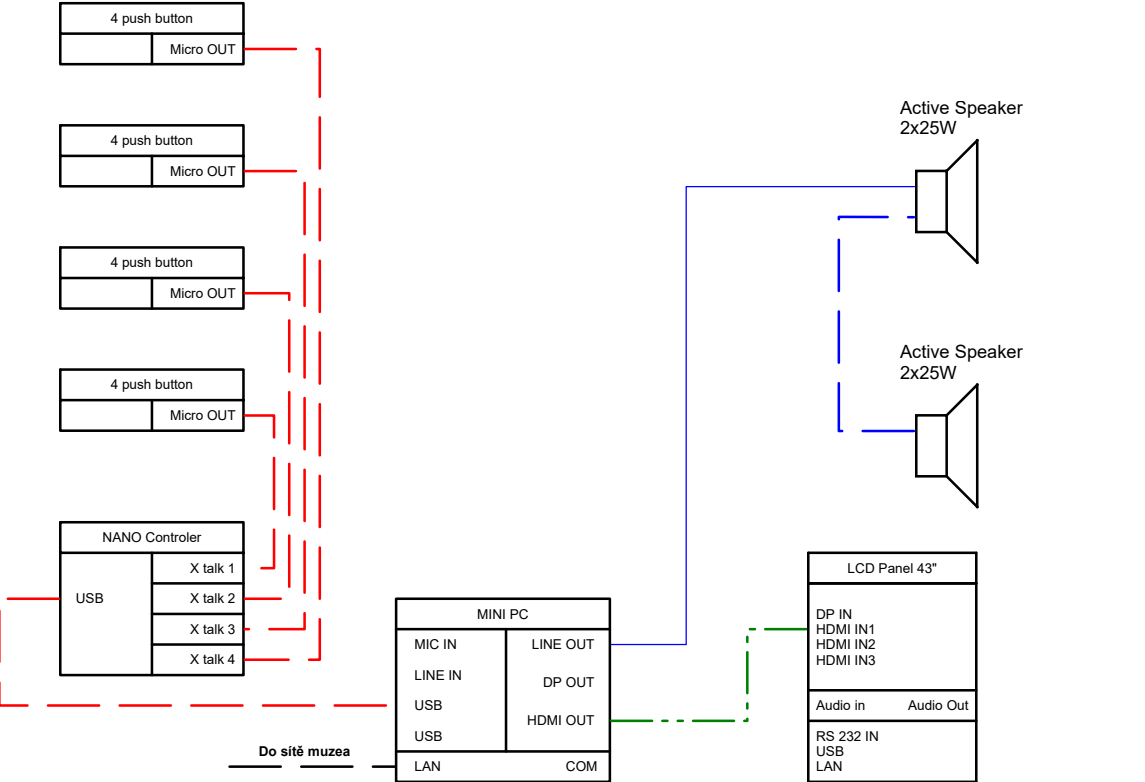 4 push button
Micro OUT
4 push button
Micro OUT
4 push button
Micro OUT
4 push button
Micro OUT
NANO Controler
USB
X talk 1
X talk 2
X talk 3
X talk 4
Do sítě muzea
MINI PC
MIC IN
LINE IN
USB
USB
LINE OUT
DP OUT
HDMI OUT
LAN COM
Active Speaker
2x25W
Active Speaker
2x25W
LCD Panel 43"
DP IN
HDMI IN1
HDMI IN2
HDMI IN3
Audio in Audio Out
RS 232 IN
USB
LAN